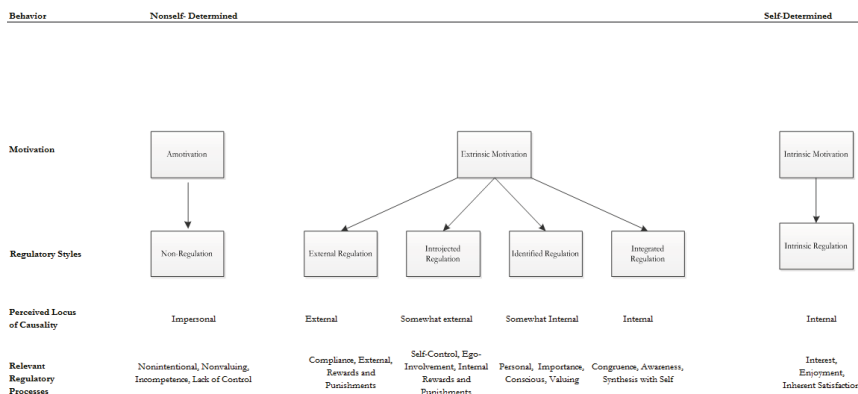 Behavior Nonself- Determined Self-Determined
Motivation Amotivation Extrinsic Motivation Intrinsic Motivation
Regulatory Styles Non-Regulation External Regulation Introjected Regulation Identified Regulation Integrated Regulation Intrinsic Regulation
Perceived Locus
of Causality
Impersonal External Somewhat external Somewhat Internal Internal Internal
Relevant
Regulatory
Processes
Nonintentional, Nonvaluing,
Incompetence, Lack of Control
Compliance, External,
Rewards and
Punishments
Self-Control, Ego-
Involvement, Internal
Rewards and
Punishments
Personal, Importance,
Conscious, Valuing
Congruence, Awareness,
Synthesis with Self
Interest,
Enjoyment,
Inherent Satisfaction